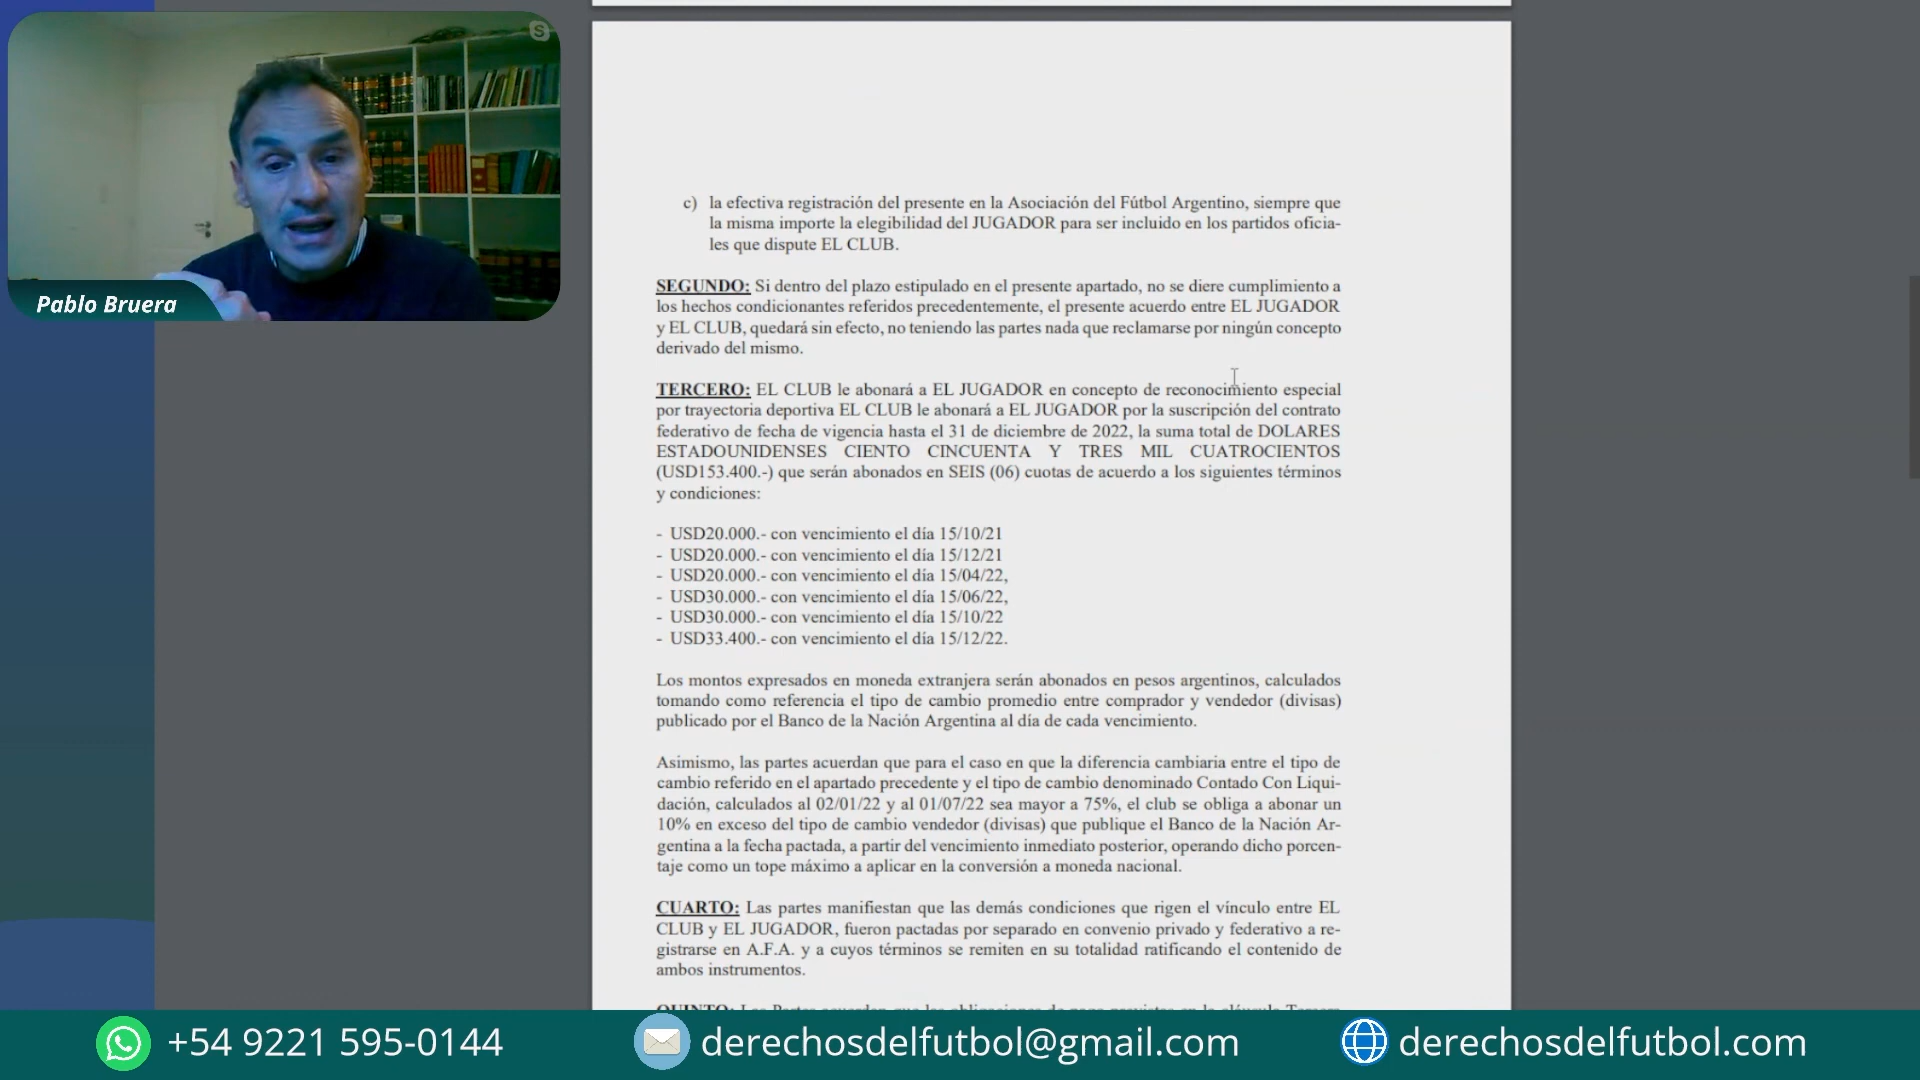 Pablo Bruera
c) la efectiva registración del presente en la Asociación del Fútbol Argentino, siempre que
la misma importe la elegibilidad del JUGADOR para ser incluido en los partidos oficia-
les que dispute EL CLUB.
SEGUNDO: Si dentro del plazo estipulado en el presente apartado, no se diere cumplimiento a
los hechos condicionantes referidos precedentemente, el presente acuerdo entre EL JUGADOR
y EL CLUB, quedará sin efecto, no teniendo las partes nada que reclamarse por ningún concepto
derivado del mismo.
TERCERO: EL CLUB le abonará a EL JUGADOR en concepto de reconocimiento especial
por trayectoria deportiva EL CLUB le abonará a EL JUGADOR por la suscripción del contrato
federativo de fecha de vigencia hasta el 31 de diciembre de 2022, la suma total de DOLARES
ESTADOUNIDENSES CIENTO CINCUENTA Y TRES MIL CUATROCIENTOS
(USD153.400.-) que serán abonados en SEIS (06) cuotas de acuerdo a los siguientes términos
y condiciones:
- USD20.000.- con vencimiento el día 15/10/21
- USD20.000.- con vencimiento el día 15/12/21
- USD20.000.- con vencimiento el día 15/04/22,
- USD30.000.- con vencimiento el día 15/06/22,
- USD30.000.- con vencimiento el día 15/10/22
- USD33.400.- con vencimiento el día 15/12/22.
Los montos expresados en moneda extranjera serán abonados en pesos argentinos, calculados
tomando como referencia el tipo de cambio promedio entre comprador y vendedor (divisas)
publicado por el Banco de la Nación Argentina al día de cada vencimiento.
Asimismo, las partes acuerdan que para el caso en que la diferencia cambiaria entre el tipo de
cambio referido en el apartado precedente y el tipo de cambio denominado Contado Con Liqui-
dación, calculados al 02/01/22 y al 01/07/22 sea mayor a 75%, el club se obliga a abonar un
10% en exceso del tipo de cambio vendedor (divisas) que publique el Banco de la Nación Ar-
gentina a la fecha pactada, a partir del vencimiento inmediato posterior, operando dicho porcen-
taje como un tope máximo a aplicar en la conversión a moneda nacional.
CUARTO: Las partes manifiestan que las demás condiciones que rigen el vínculo entre EL
CLUB y EL JUGADOR, fueron pactadas por separado en convenio privado y federativo a re-
gistrarse en A.F.A. y a cuyos términos se remiten en su totalidad ratificando el contenido de
ambos instrumentos.
+54 9221 595-0144
derechosdelfutbol@gmail.com
derechosdelfutbol.com